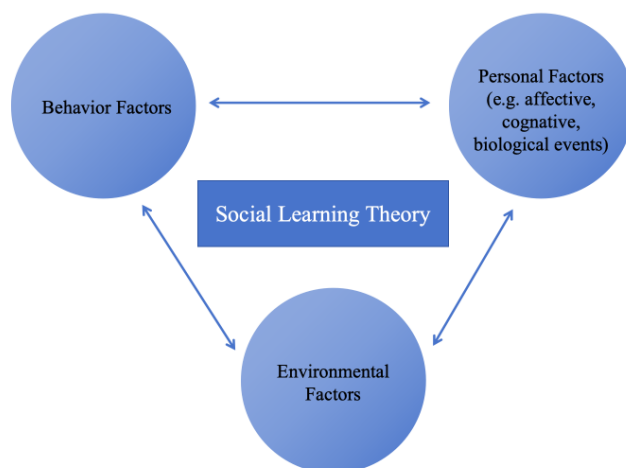 Behavior Factors
Personal Factors
(e.g. affective,
cognative,
biological events)
Social Learning Theory
Environmental
Factors